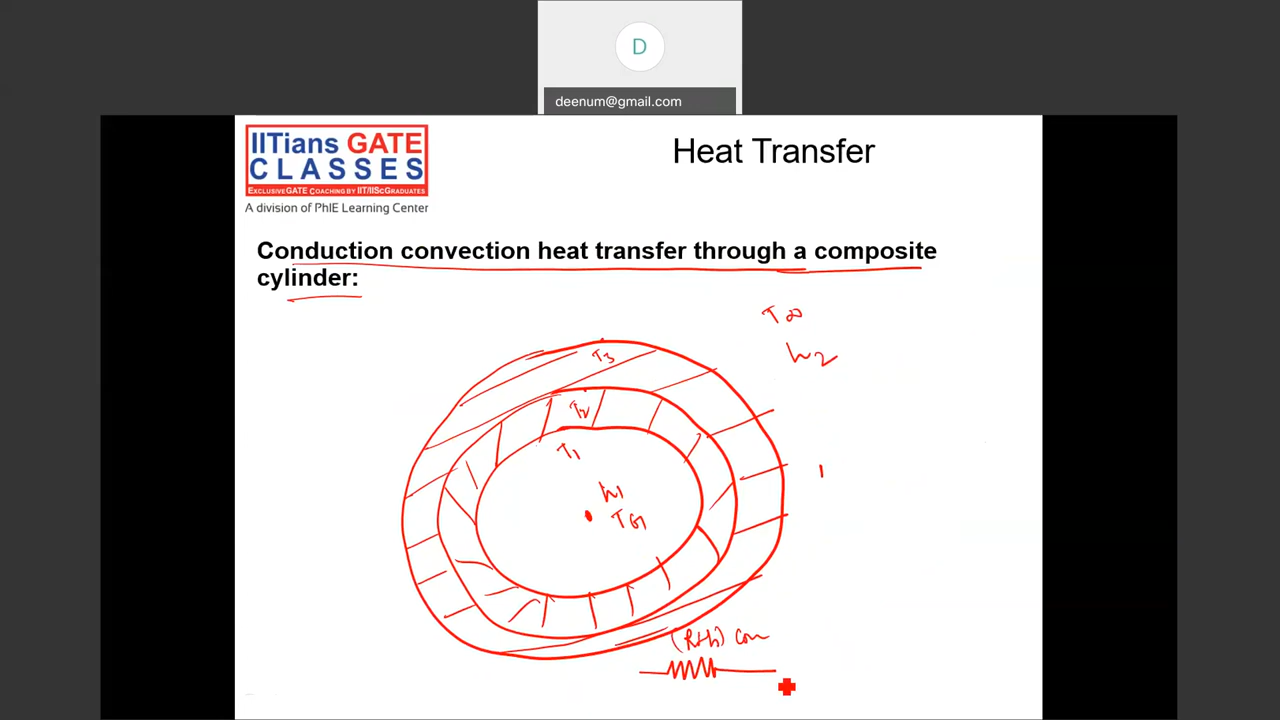 D
deenum@gmail.com
IITians GATE
CLASSES
EXCLUSIVE GATE COACHING BY IIT/IISc GRADUATES
A division of PhIE Learning Center
Heat Transfer
Conduction convection heat transfer through a composite
cylinder:
T∞
h2
T3
T2
T1
h1
TG1
(Rth) con